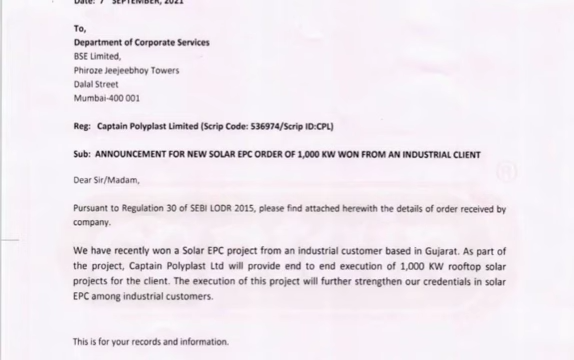 Date: 7 SEPTEMBER, 2021
To,
Department of Corporate Services
BSE Limited,
Phiroze Jeejeebhoy Towers
Dalal Street
Mumbai-400 001
Reg: Captain Polyplast Limited (Scrip Code: 536974/Scrip ID:CPL)
Sub: ANNOUNCEMENT FOR NEW SOLAR EPC ORDER OF 1,000 KW WON FROM AN INDUSTRIAL CLIENT
Dear Sir/Madam,
Pursuant to Regulation 30 of SEBI LODR 2015, please find attached herewith the details of order received by
company.
We have recently won a Solar EPC project from an industrial customer based in Gujarat. As part of
the project, Captain Polyplast Ltd will provide end to end execution of 1,000 KW rooftop solar
projects for the client. The execution of this project will further strengthen our credentials in solar
EPC among industrial customers.
This is for your records and information.